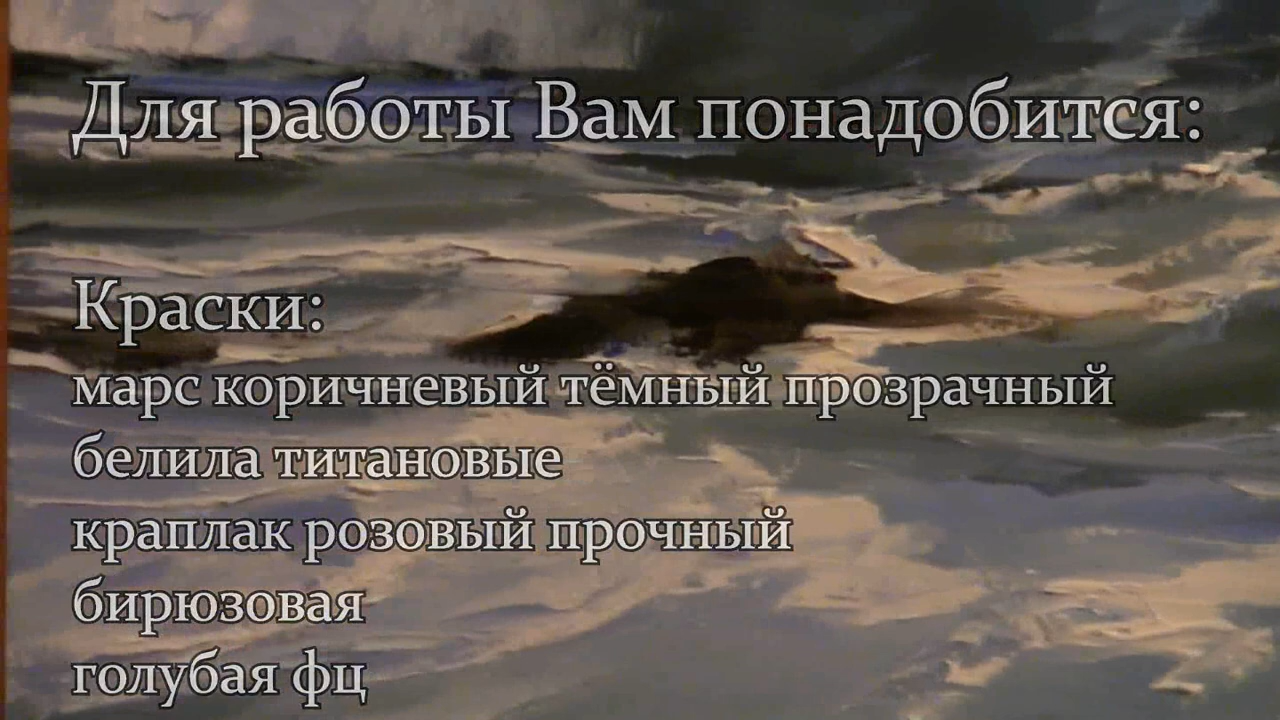 Для работы Вам понадобится:
Краски:
марс коричневый тёмный прозрачный
белила титановые
краплак розовый прочный
бирюзовая
голубая фц